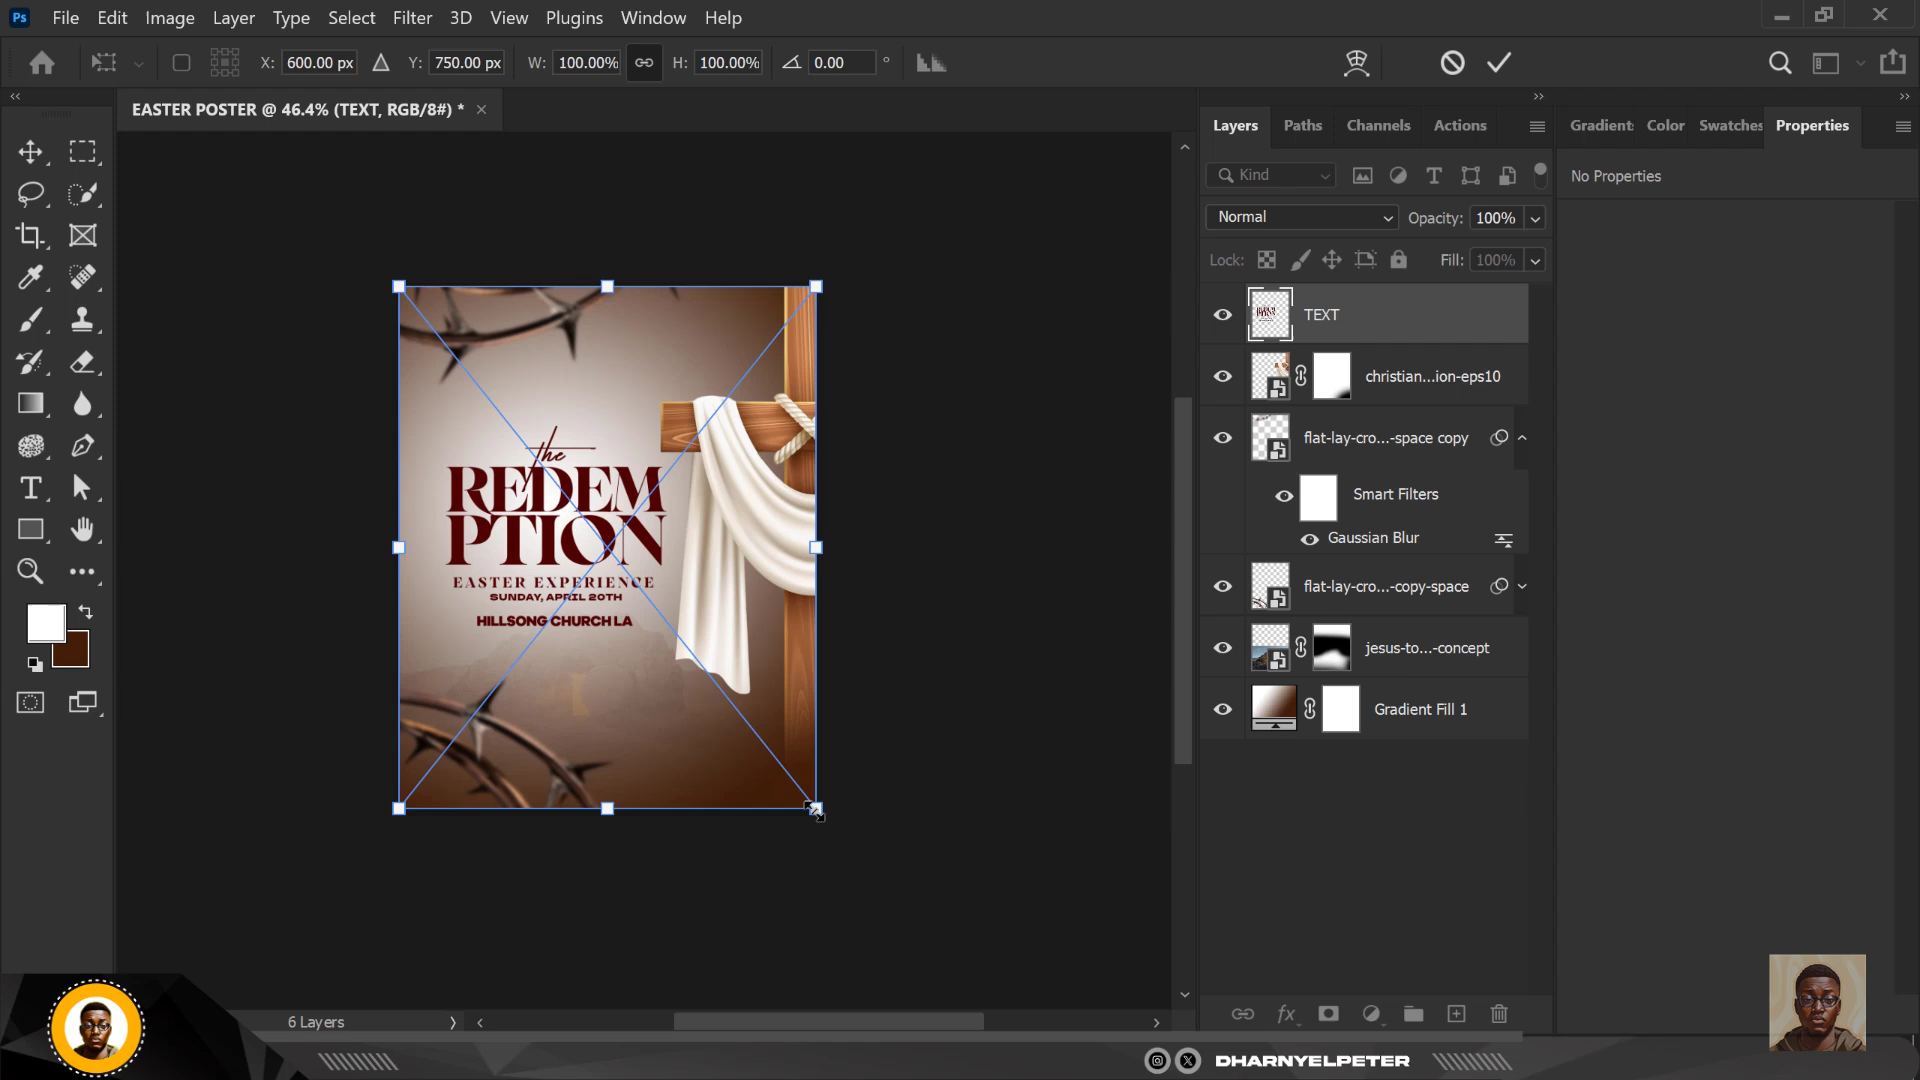 Ps File Edit Image Layer Type Select Filter 3D View Plugins Window Help
X: 600.00 px Y: 750.00 px W: 100.00% H: 100.00% 0.00 °
EASTER POSTER @ 46.4% (TEXT, RGB/8#) * ×
Layers Paths Channels Actions
Gradient Color Swatches Properties
Kind
No Properties
Normal Opacity: 100%
Lock: Fill: 100%
TEXT
christian...ion-eps10
flat-lay-cro...-space copy
Smart Filters
Gaussian Blur
flat-lay-cro...-copy-space
jesus-to...-concept
Gradient Fill 1
the
REDEM
PTION
EASTER EXPERIENCE
SUNDAY, APRIL 20TH
HILLSONG CHURCH LA
fx
6 Layers
DHARNYELPETER